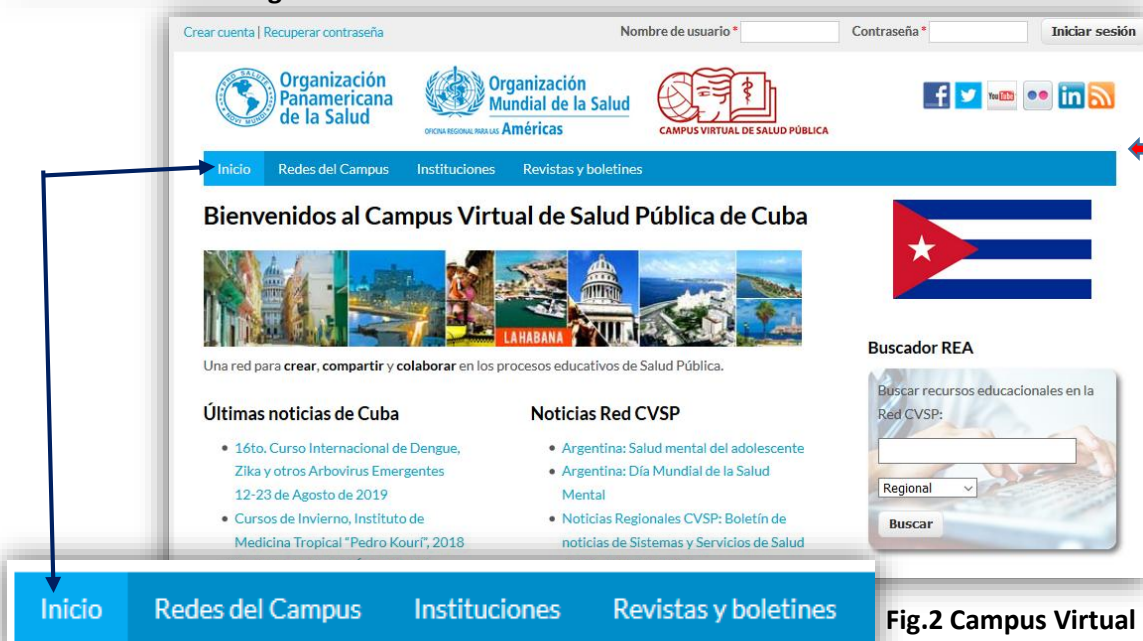 Crear cuenta | Recuperar contraseña
Nombre de usuario * Contraseña * Iniciar sesión
Organización
Panamericana
de la Salud
Organización
Mundial de la Salud
OFICINA REGIONAL PARA LAS Américas
CAMPUS VIRTUAL DE SALUD PÚBLICA
You Tube
Inicio Redes del Campus Instituciones Revistas y boletines
Bienvenidos al Campus Virtual de Salud Pública de Cuba
LA HABANA
Una red para crear, compartir y colaborar en los procesos educativos de Salud Pública.
Últimas noticias de Cuba
• 16to. Curso Internacional de Dengue,
Zika y otros Arbovirus Emergentes
12-23 de Agosto de 2019
• Cursos de Invierno, Instituto de
Medicina Tropical "Pedro Kourí", 2018
Noticias Red CVSP
• Argentina: Salud mental del adolescente
• Argentina: Día Mundial de la Salud
Mental
• Noticias Regionales CVSP: Boletín de
noticias de Sistemas y Servicios de Salud
Buscador REA
Buscar recursos educacionales en la
Red CVSP:
Regional
Buscar
Inicio Redes del Campus Instituciones Revistas y boletines
Fig.2 Campus Virtual